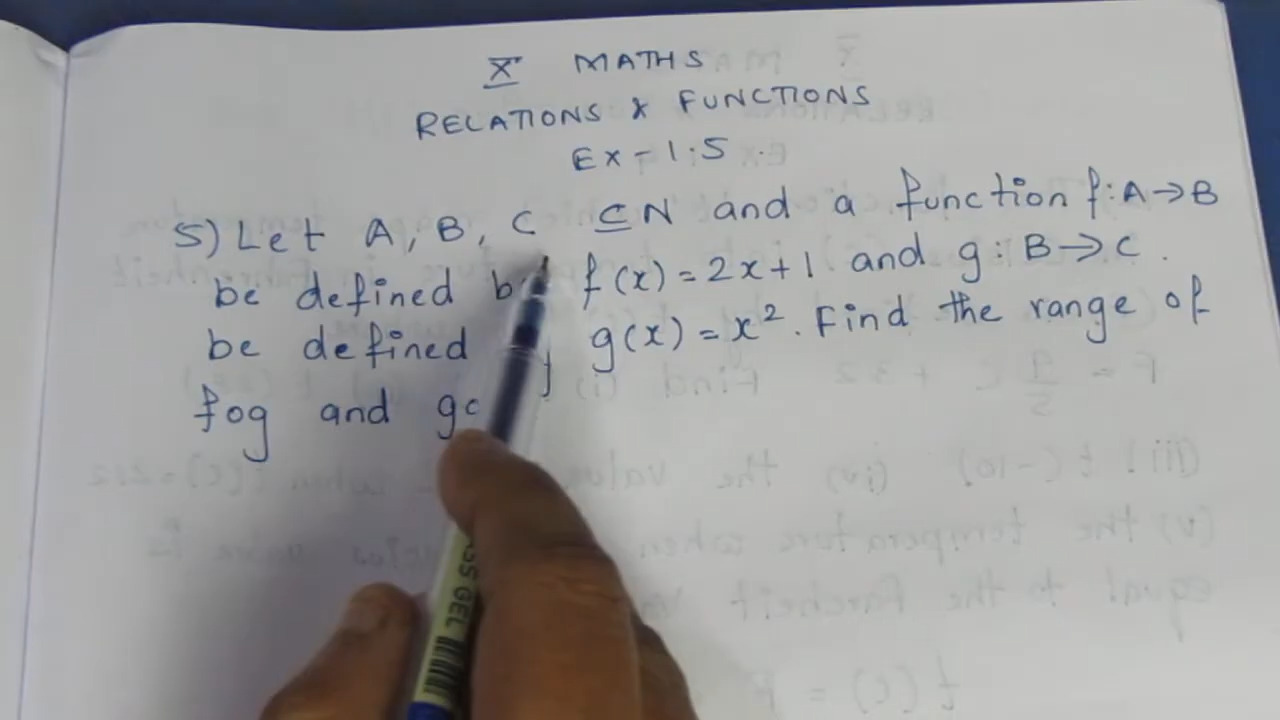 X MATHS
RELATIONS & FUNCTIONS
Ex-1.5
5) Let A, B, C ⊆ N and a function f: A→B
be defined f(x) = 2x+1 and g: B→C.
be defined g(x) = x². Find the range of
fog and
GEL